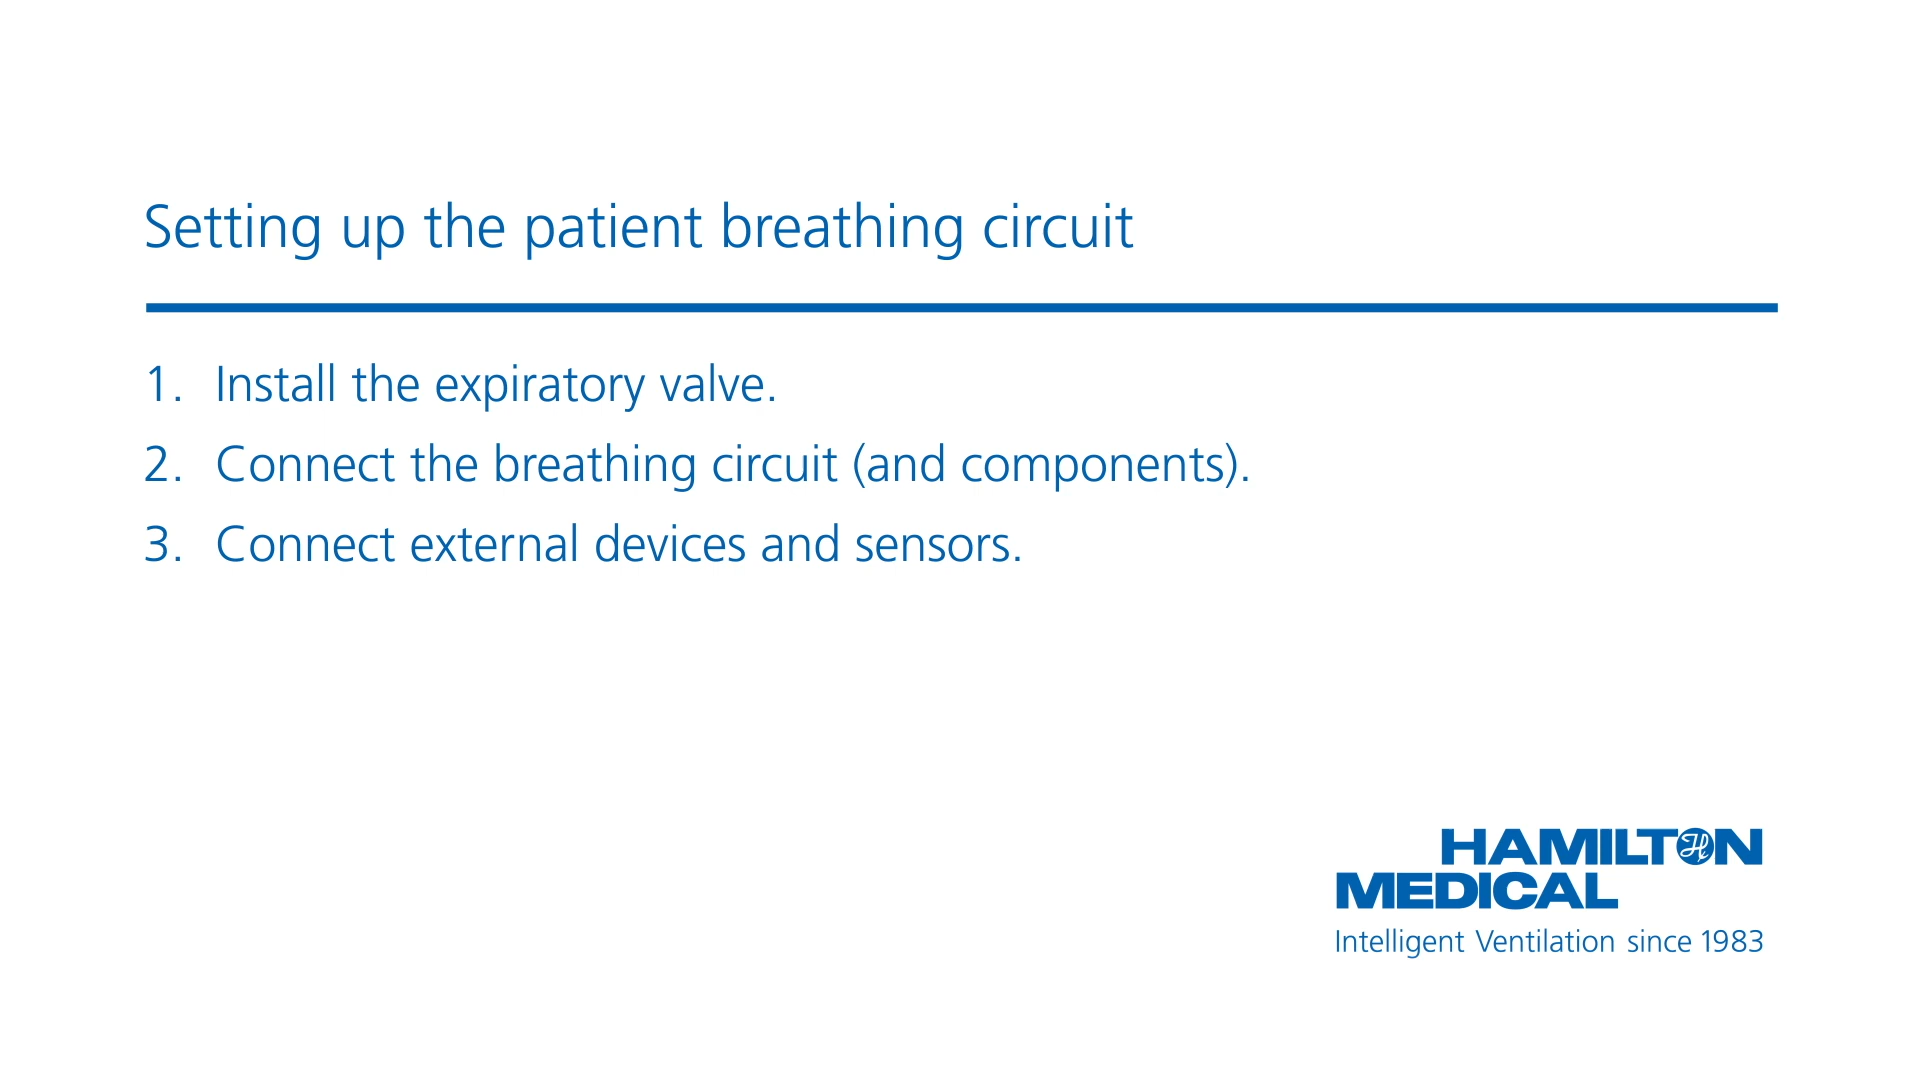 Setting up the patient breathing circuit
1. Install the expiratory valve.
2. Connect the breathing circuit (and components).
3. Connect external devices and sensors.
HAMILTON
MEDICAL
Intelligent Ventilation since 1983